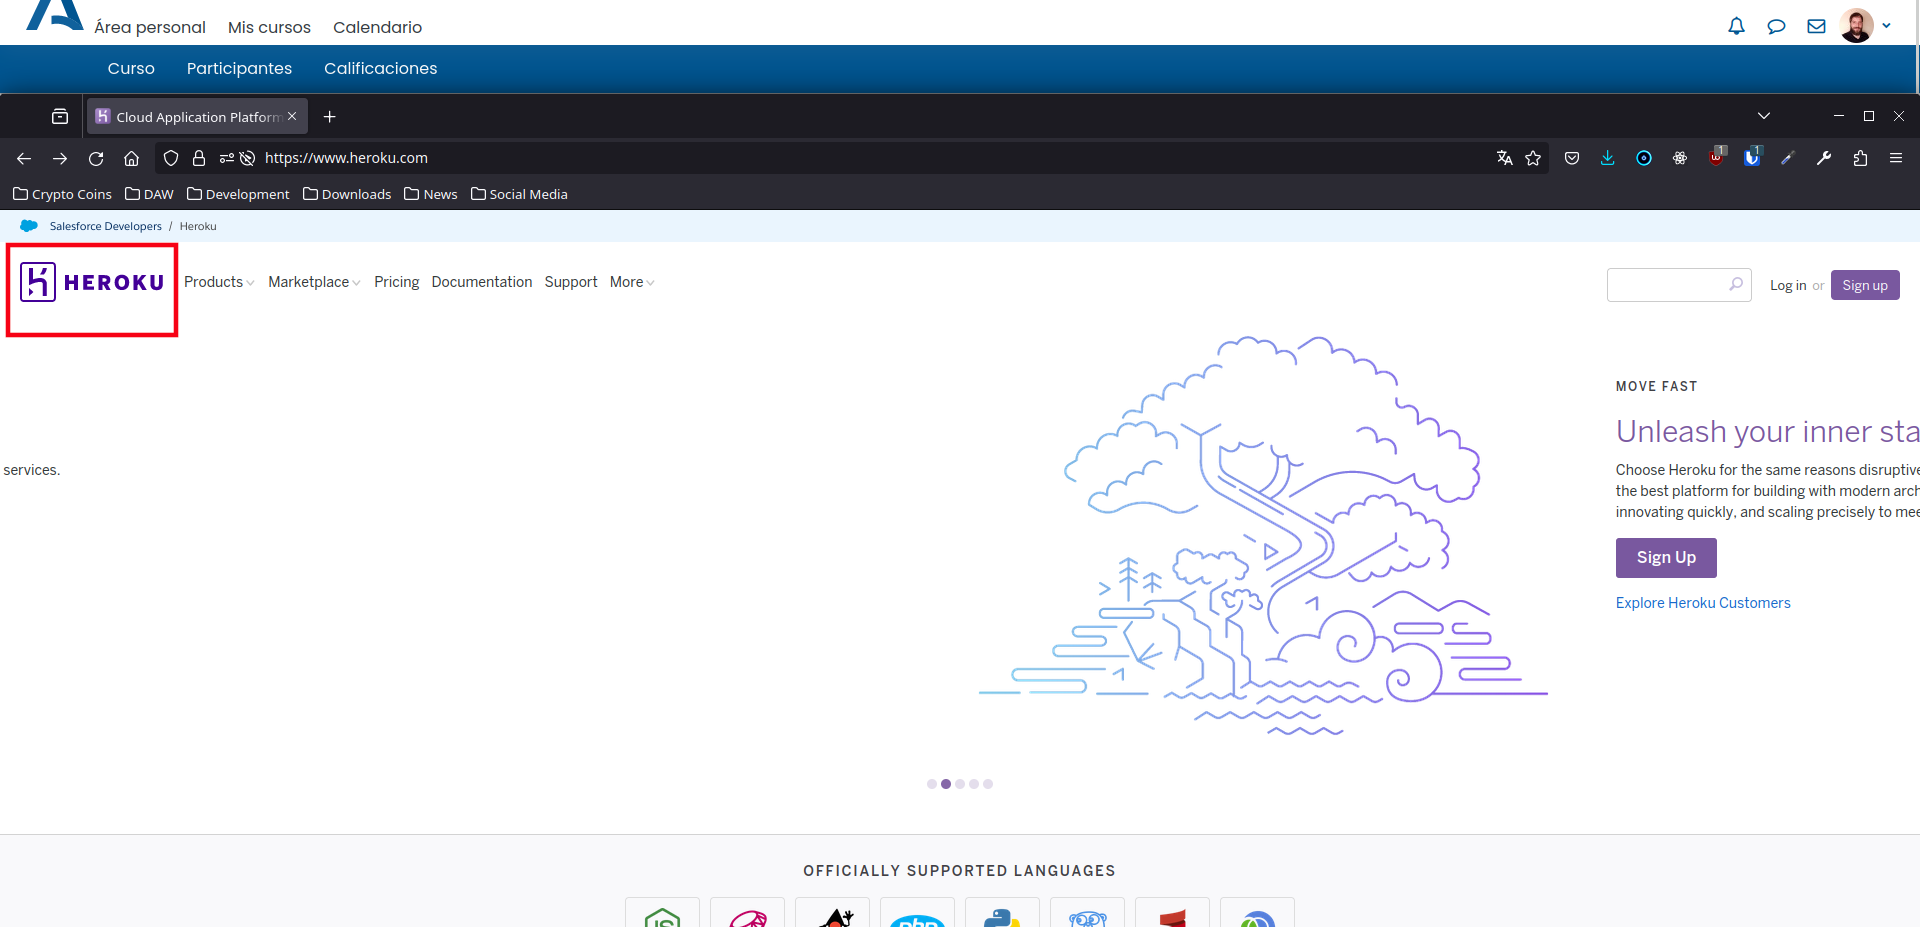 Área personal Mis cursos Calendario
Curso Participantes Calificaciones
Cloud Application Platform
https://www.heroku.com
1 1
Crypto Coins DAW Development Downloads News Social Media
Salesforce Developers / Heroku
HEROKU Products Marketplace Pricing Documentation Support More Log in or Sign up
MOVE FAST
Unleash your inner sta
services.
Choose Heroku for the same reasons disruptive
the best platform for building with modern arch
innovating quickly, and scaling precisely to mee
Sign Up
Explore Heroku Customers
OFFICIALLY SUPPORTED LANGUAGES
php